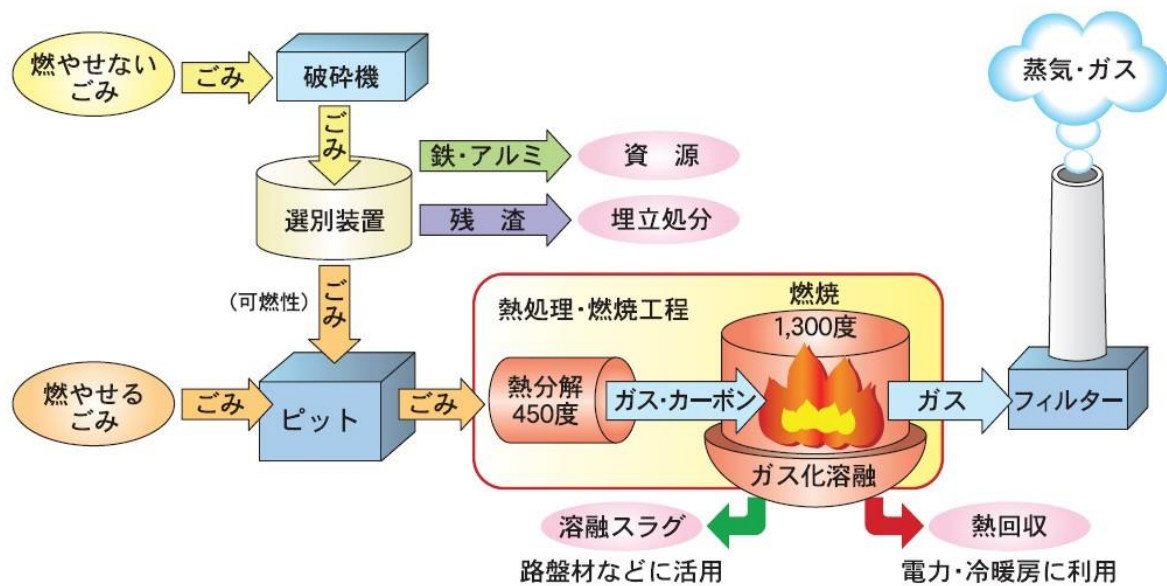 燃やせない
ごみ
ごみ
破砕機
蒸気・ガス
ごみ
鉄・アルミ
資　源
選別装置
残　渣
埋立処分
(可燃性)
ごみ
熱処理・燃焼工程
燃焼
1,300度
燃やせる
ごみ
ごみ
ピット
ごみ
熱分解
450度
ガス・カーボン
ガス
フィルター
ガス化溶融
溶融スラグ
路盤材などに活用
熱回収
電力・冷暖房に利用